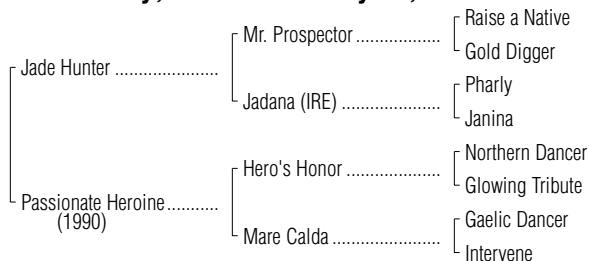 Raise a Native
Mr. Prospector ...................
Gold Digger
Jade Hunter .......................
Pharly
Jadana (IRE) ......................
Janina
Northern Dancer
Hero's Honor .....................
Glowing Tribute
Passionate Heroine...........
(1990)
Gaelic Dancer
Mare Calda ........................
Intervene